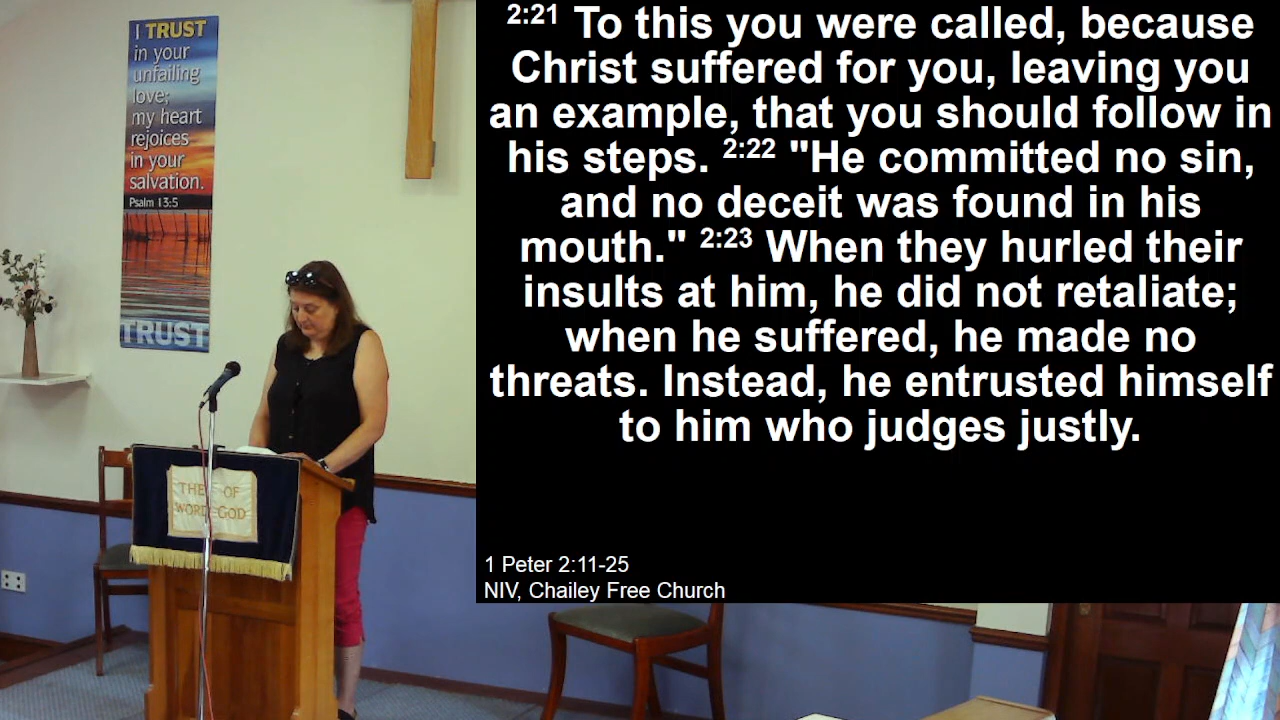 I TRUST
in your
unfailing
love;
my heart
rejoices
in your
salvation.
Psalm 13:5
TRUST
THE OF
WORD GOD
2:21 To this you were called, because
Christ suffered for you, leaving you
an example, that you should follow in
his steps. 2:22 "He committed no sin,
and no deceit was found in his
mouth." 2:23 When they hurled their
insults at him, he did not retaliate;
when he suffered, he made no
threats. Instead, he entrusted himself
to him who judges justly.
1 Peter 2:11-25
NIV, Chailey Free Church